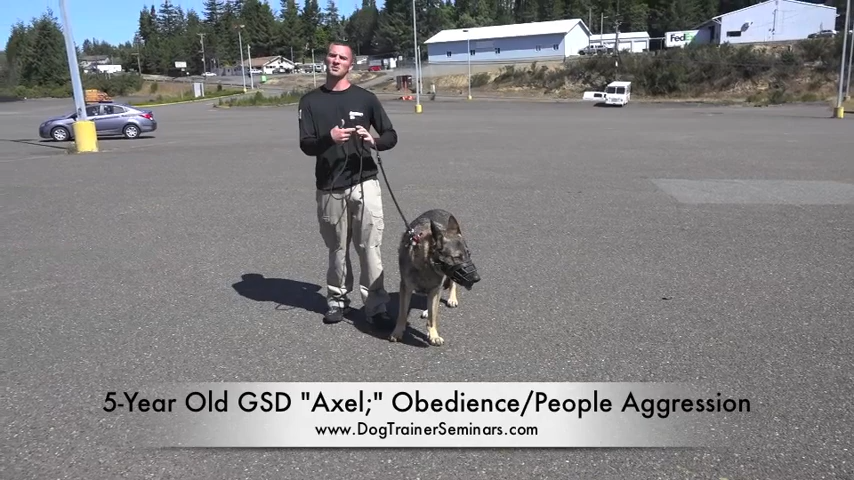 FedEx
5-Year Old GSD "Axel;" Obedience/People Aggression
www.DogTrainerSeminars.com